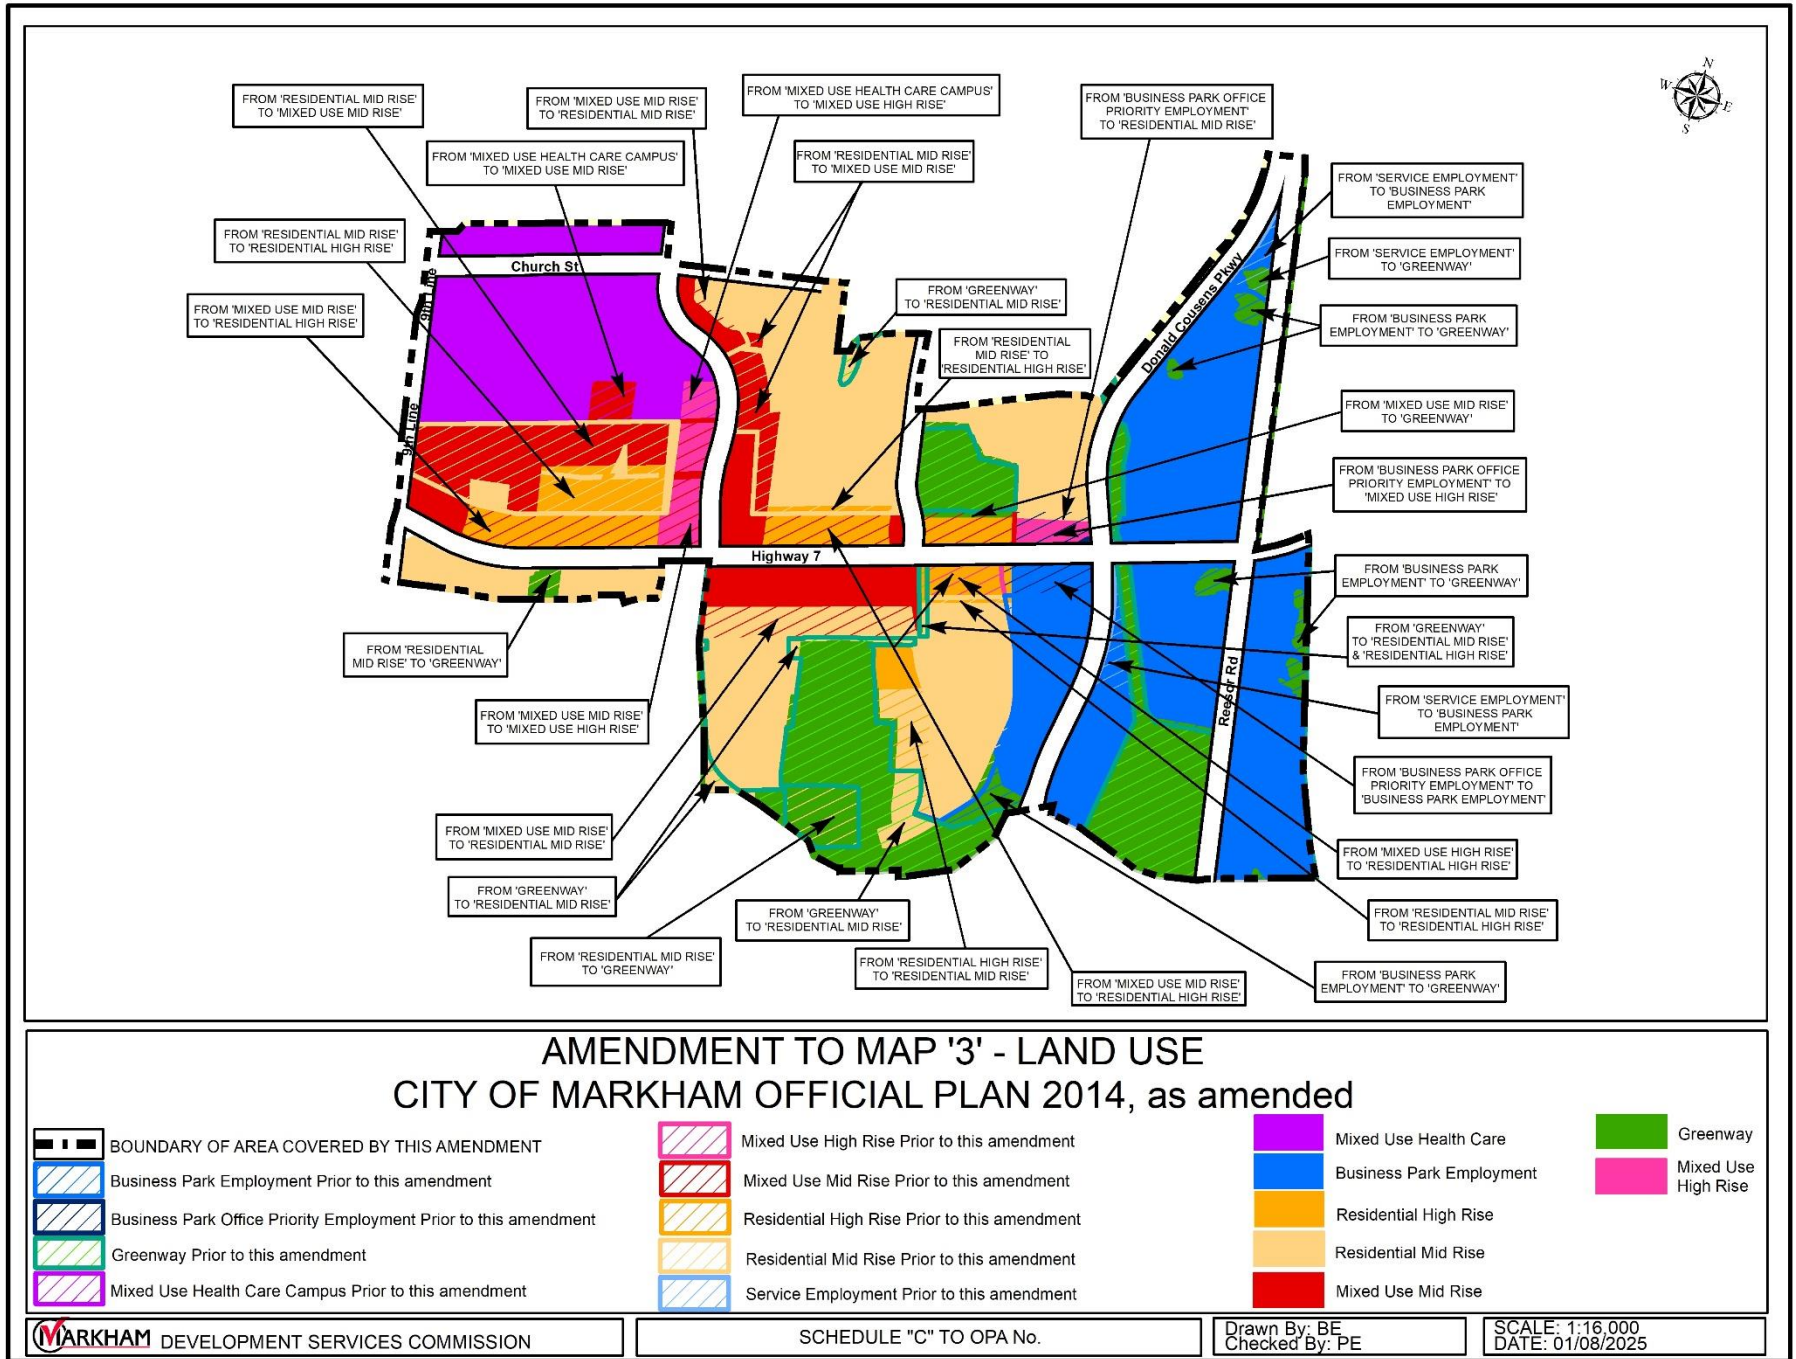 N
W
E
S
FROM 'RESIDENTIAL MID RISE'
TO 'MIXED USE MID RISE'
FROM 'MIXED USE MID RISE'
TO 'RESIDENTIAL MID RISE'
FROM 'MIXED USE HEALTH CARE CAMPUS'
TO 'MIXED USE HIGH RISE'
FROM 'BUSINESS PARK OFFICE
PRIORITY EMPLOYMENT'
TO 'RESIDENTIAL MID RISE'
FROM 'MIXED USE HEALTH CARE CAMPUS'
TO 'MIXED USE MID RISE'
FROM 'RESIDENTIAL MID RISE'
TO 'MIXED USE MID RISE'
FROM 'SERVICE EMPLOYMENT'
TO 'BUSINESS PARK
EMPLOYMENT'
FROM 'RESIDENTIAL MID RISE'
TO 'RESIDENTIAL HIGH RISE'
FROM 'SERVICE EMPLOYMENT'
TO 'GREENWAY'
Church St
9th Line
Donald Cousens Pkwy
FROM 'MIXED USE MID RISE'
TO 'RESIDENTIAL HIGH RISE'
FROM 'GREENWAY'
TO 'RESIDENTIAL MID RISE'
FROM 'BUSINESS PARK
EMPLOYMENT' TO 'GREENWAY'
FROM 'RESIDENTIAL
MID RISE' TO
'RESIDENTIAL HIGH RISE'
FROM 'MIXED USE MID RISE'
TO 'GREENWAY'
9th Line
FROM 'BUSINESS PARK OFFICE
PRIORITY EMPLOYMENT' TO
'MIXED USE HIGH RISE'
Highway 7
FROM 'BUSINESS PARK
EMPLOYMENT' TO 'GREENWAY'
FROM 'RESIDENTIAL
MID RISE' TO 'GREENWAY'
FROM 'GREENWAY'
TO 'RESIDENTIAL MID RISE'
& 'RESIDENTIAL HIGH RISE'
Reesor Rd
FROM 'MIXED USE MID RISE'
TO 'MIXED USE HIGH RISE'
FROM 'SERVICE EMPLOYMENT'
TO 'BUSINESS PARK
EMPLOYMENT'
FROM 'BUSINESS PARK OFFICE
PRIORITY EMPLOYMENT' TO
'BUSINESS PARK EMPLOYMENT'
FROM 'MIXED USE MID RISE'
TO 'RESIDENTIAL MID RISE'
FROM 'MIXED USE HIGH RISE'
TO 'RESIDENTIAL HIGH RISE'
FROM 'GREENWAY'
TO 'RESIDENTIAL MID RISE'
FROM 'GREENWAY'
TO 'RESIDENTIAL MID RISE'
FROM 'RESIDENTIAL MID RISE'
TO 'RESIDENTIAL HIGH RISE'
FROM 'RESIDENTIAL MID RISE'
TO 'GREENWAY'
FROM 'RESIDENTIAL HIGH RISE'
TO 'RESIDENTIAL MID RISE'
FROM 'MIXED USE MID RISE'
TO 'RESIDENTIAL HIGH RISE'
FROM 'BUSINESS PARK
EMPLOYMENT' TO 'GREENWAY'
AMENDMENT TO MAP '3' - LAND USE
CITY OF MARKHAM OFFICIAL PLAN 2014, as amended
BOUNDARY OF AREA COVERED BY THIS AMENDMENT
Business Park Employment Prior to this amendment
Business Park Office Priority Employment Prior to this amendment
Greenway Prior to this amendment
Mixed Use Health Care Campus Prior to this amendment
Mixed Use High Rise Prior to this amendment
Mixed Use Mid Rise Prior to this amendment
Residential High Rise Prior to this amendment
Residential Mid Rise Prior to this amendment
Service Employment Prior to this amendment
Mixed Use Health Care
Business Park Employment
Residential High Rise
Residential Mid Rise
Mixed Use Mid Rise
Greenway
Mixed Use
High Rise
MARKHAM DEVELOPMENT SERVICES COMMISSION
SCHEDULE "C" TO OPA No.
Drawn By: BE
Checked By: PE
SCALE: 1:16,000
DATE: 01/08/2025